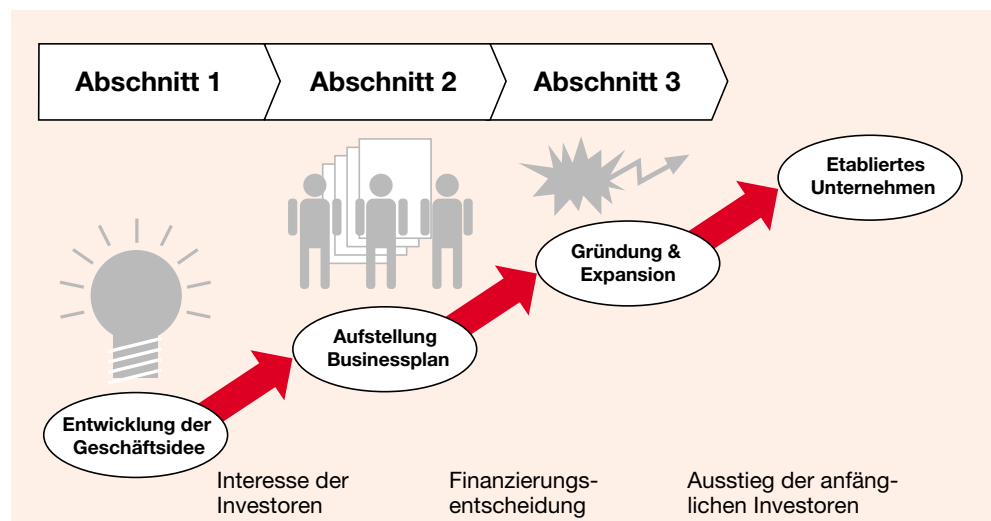 Abschnitt 1
Abschnitt 2
Abschnitt 3
Etabliertes
Unternehmen
Gründung &
Expansion
Aufstellung
Businessplan
Entwicklung der
Geschäftsidee
Interesse der
Investoren
Finanzierungs-
entscheidung
Ausstieg der anfäng-
lichen Investoren